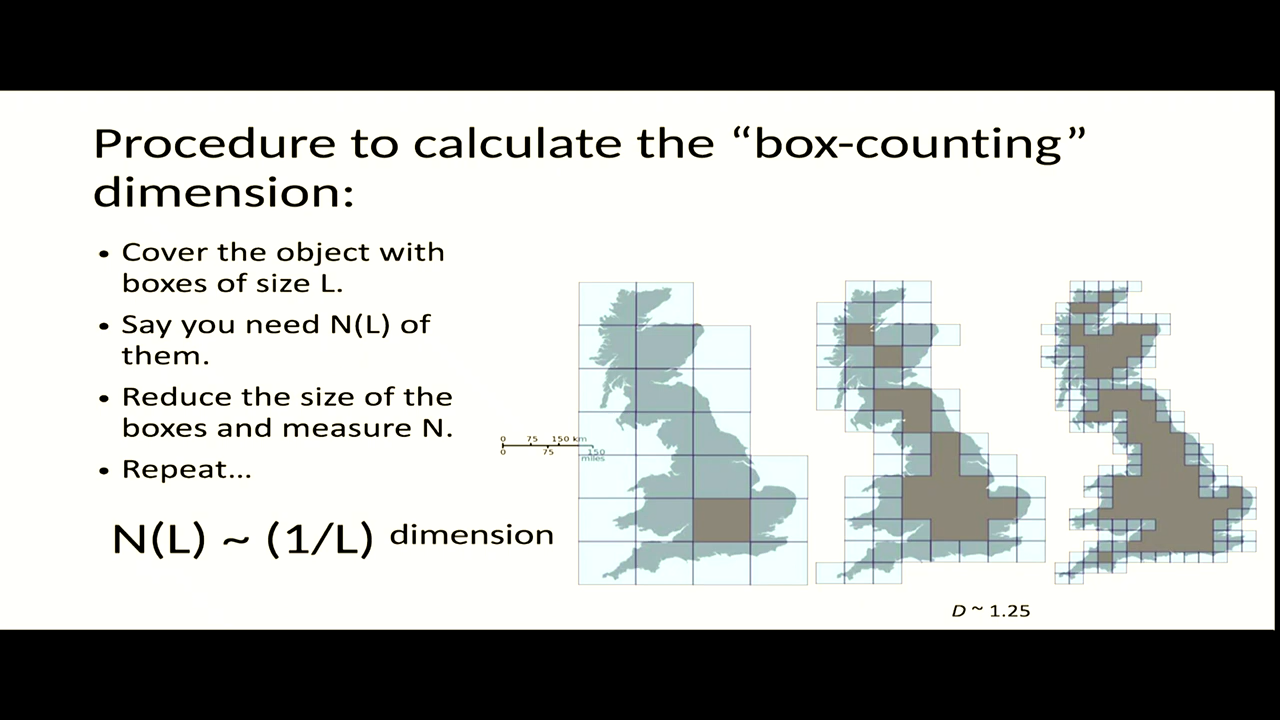 Procedure to calculate the “box-counting”
dimension:
• Cover the object with
boxes of size L.
• Say you need N(L) of
them.
• Reduce the size of the
boxes and measure N.
• Repeat...
N(L) ~ (1/L) dimension
0 75 150 km
0 75 150
miles
D ~ 1.25